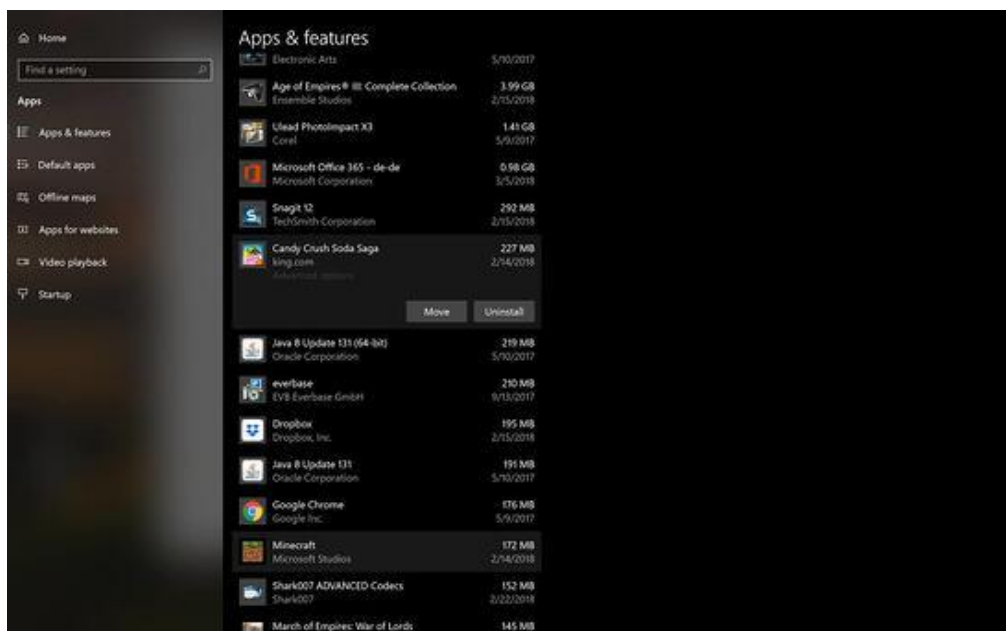 Home
Find a setting
Apps
Apps & features
Default apps
Offline maps
Apps for websites
Video playback
Startup
Apps & features
Electronic Arts 5/10/2017
Age of Empires® III: Complete Collection 3.99 GB
Ensemble Studios 2/15/2018
Ulead PhotoImpact X3 1.41 GB
Corel 5/9/2017
Microsoft Office 365 - de-de 0.98 GB
Microsoft Corporation 3/5/2018
Snagit 12 292 MB
TechSmith Corporation 2/15/2018
Candy Crush Soda Saga 227 MB
king.com 2/14/2018
Advanced options
Move Uninstall
Java 8 Update 131 (64-bit) 219 MB
Oracle Corporation 5/10/2017
everbase 210 MB
EVB Everbase GmbH 9/13/2017
Dropbox 195 MB
Dropbox, Inc. 2/15/2018
Java 8 Update 131 191 MB
Oracle Corporation 5/10/2017
Google Chrome 176 MB
Google Inc. 5/9/2017
Minecraft 172 MB
Microsoft Studios 2/14/2018
Shark007 ADVANCED Codecs 152 MB
Shark007 2/22/2018
March of Empires: War of Lords 145 MB